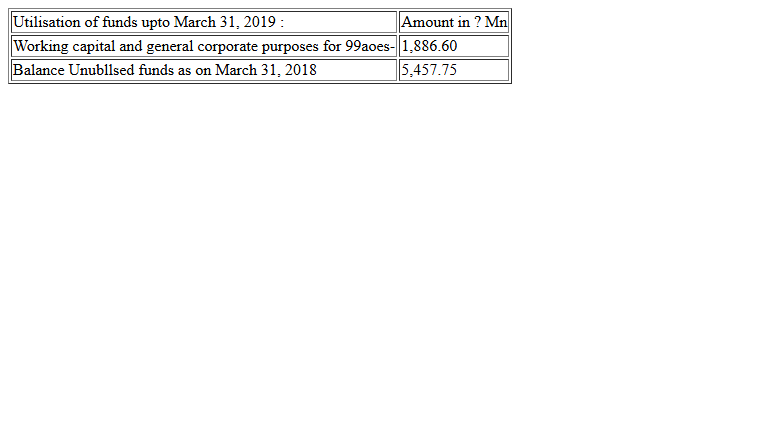 Utilisation of funds upto March 31, 2019 : Amount in ? Mn
Working capital and general corporate purposes for 99aoes- 1,886.60
Balance Unubllsed funds as on March 31, 2018 5,457.75